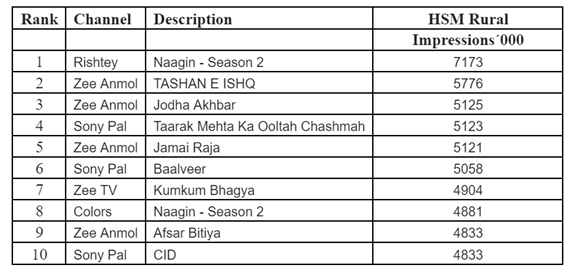 Rank Channel Description HSM Rural
Impressions´000
1 Rishtey Naagin - Season 2 7173
2 Zee Anmol TASHAN E ISHQ 5776
3 Zee Anmol Jodha Akhbar 5125
4 Sony Pal Taarak Mehta Ka Ooltah Chashmah 5123
5 Zee Anmol Jamai Raja 5121
6 Sony Pal Baalveer 5058
7 Zee TV Kumkum Bhagya 4904
8 Colors Naagin - Season 2 4881
9 Zee Anmol Afsar Bitiya 4833
10 Sony Pal CID 4833